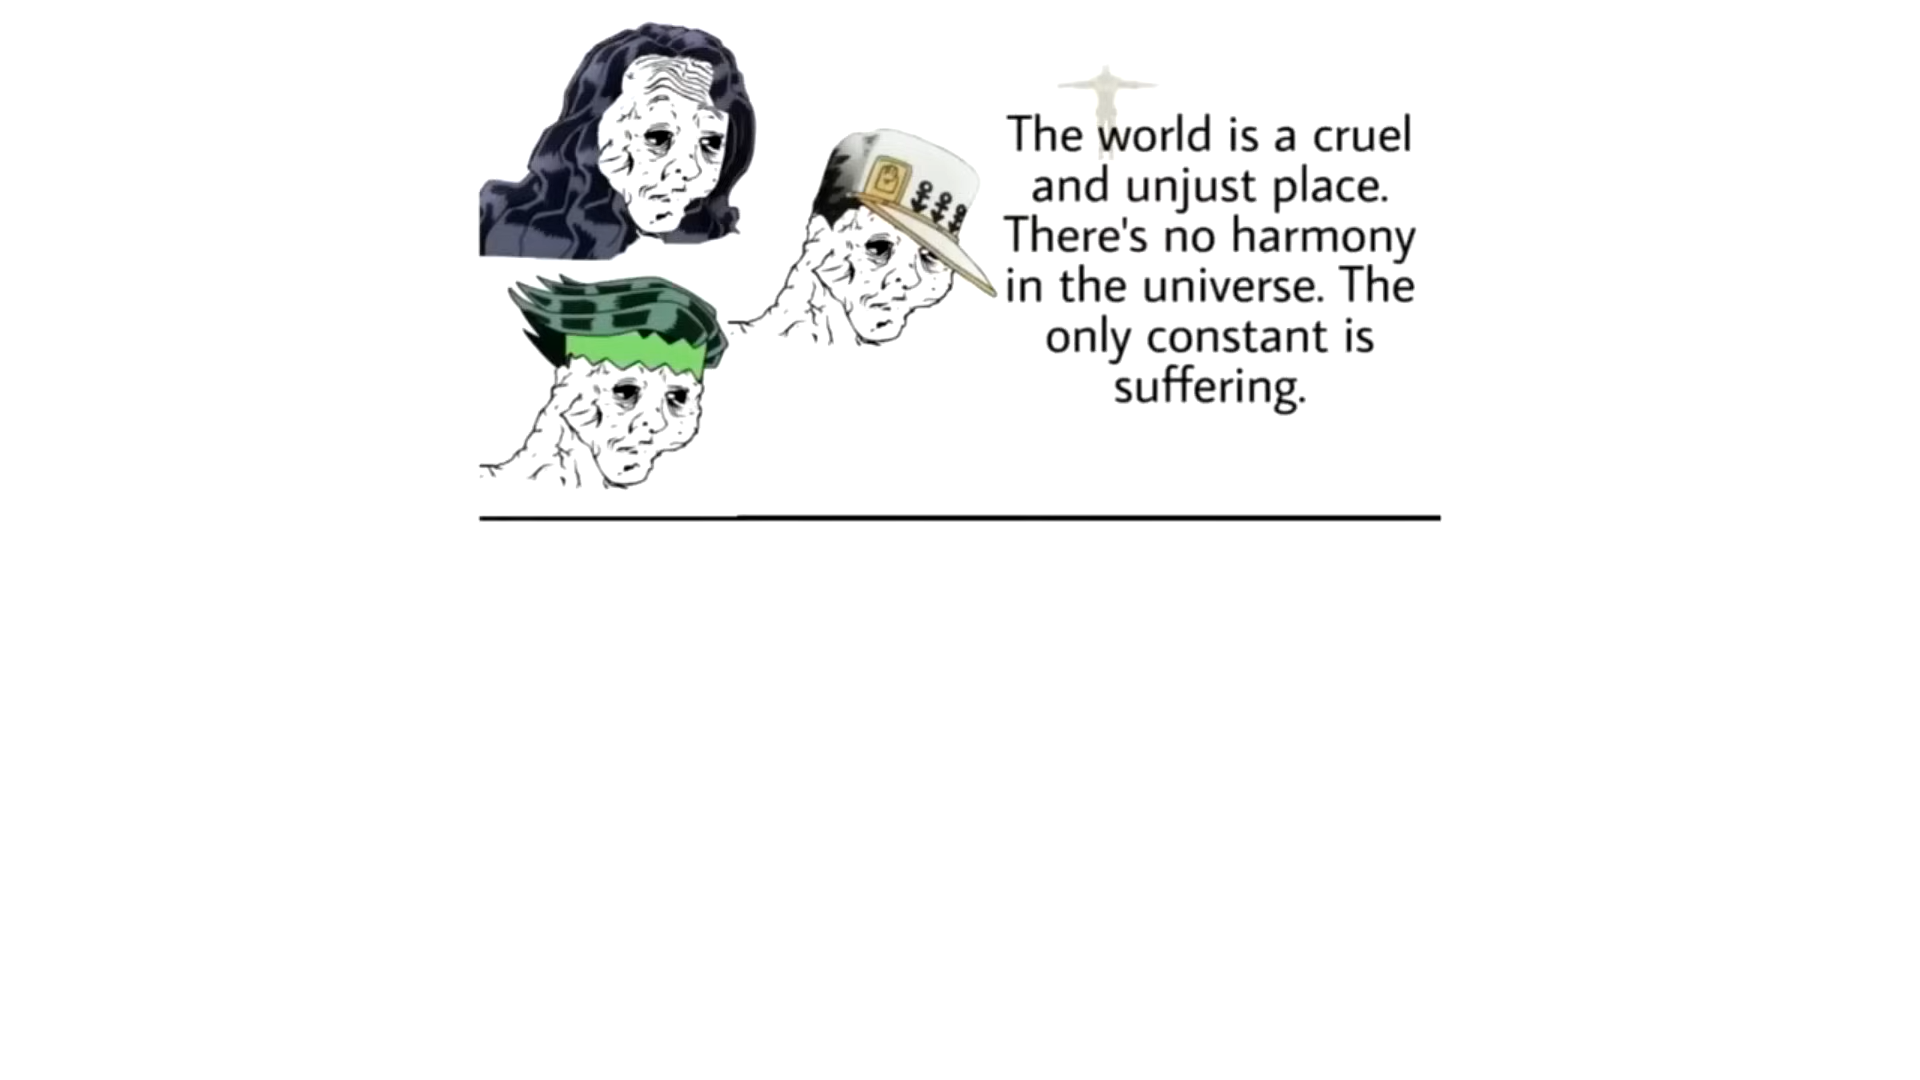 The world is a cruel
and unjust place.
There's no harmony
in the universe. The
only constant is
suffering.